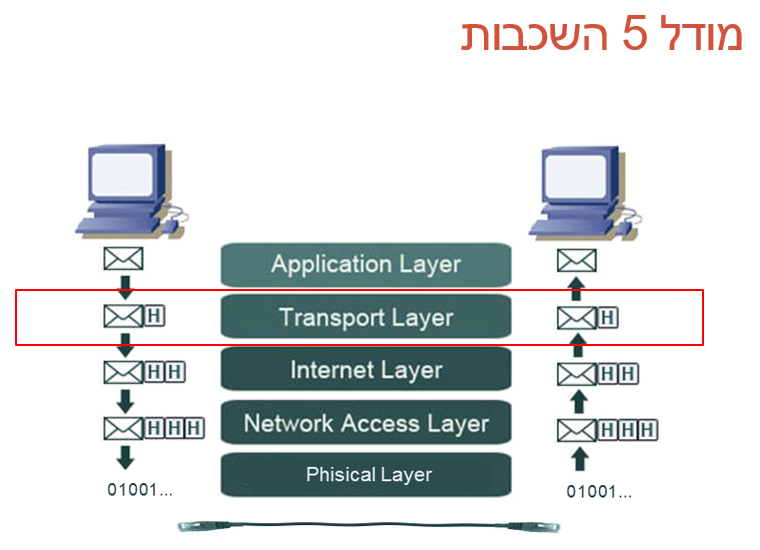 מודל 5 השכבות
Application Layer
H Transport Layer H
H H Internet Layer H H
H H H Network Access Layer H H H
Phisical Layer
01001... 01001...